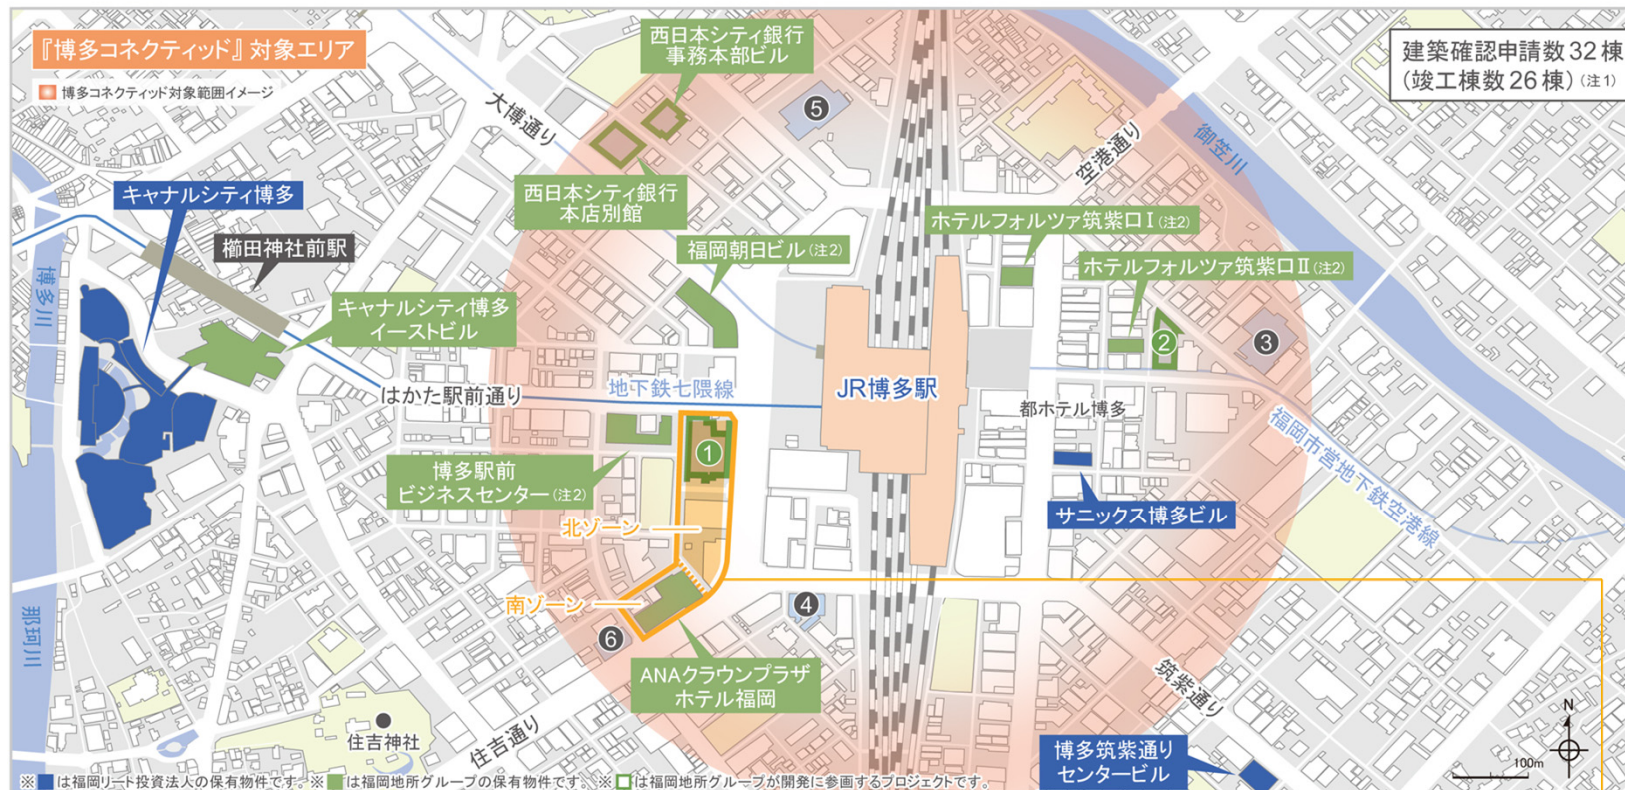 『博多コネクティッド』対象エリア
博多コネクティッド対象範囲イメージ
建築確認申請数32棟
(竣工棟数26棟)(注1)
西日本シティ銀行
事務本部ビル
大博通り
西日本シティ銀行
本店別館
5
空港通り
御笠川
キャナルシティ博多
櫛田神社前駅
博多川
キャナルシティ博多
イーストビル
福岡朝日ビル(注2)
ホテルフォルツァ筑紫口Ⅰ(注2)
ホテルフォルツァ筑紫口Ⅱ(注2)
2
3
はかた駅前通り
地下鉄七隈線
JR博多駅
都ホテル博多
福岡市営地下鉄空港線
1
博多駅前
ビジネスセンター(注2)
サニックス博多ビル
北ゾーン
南ゾーン
4
6
那珂川
ANAクラウンプラザ
ホテル福岡
筑紫通り
住吉神社
住吉通り
博多筑紫通り
センタービル
N
100m
※■は福岡リート投資法人の保有物件です。※■は福岡地所グループの保有物件です。※□は福岡地所グループが開発に参画するプロジェクトです。